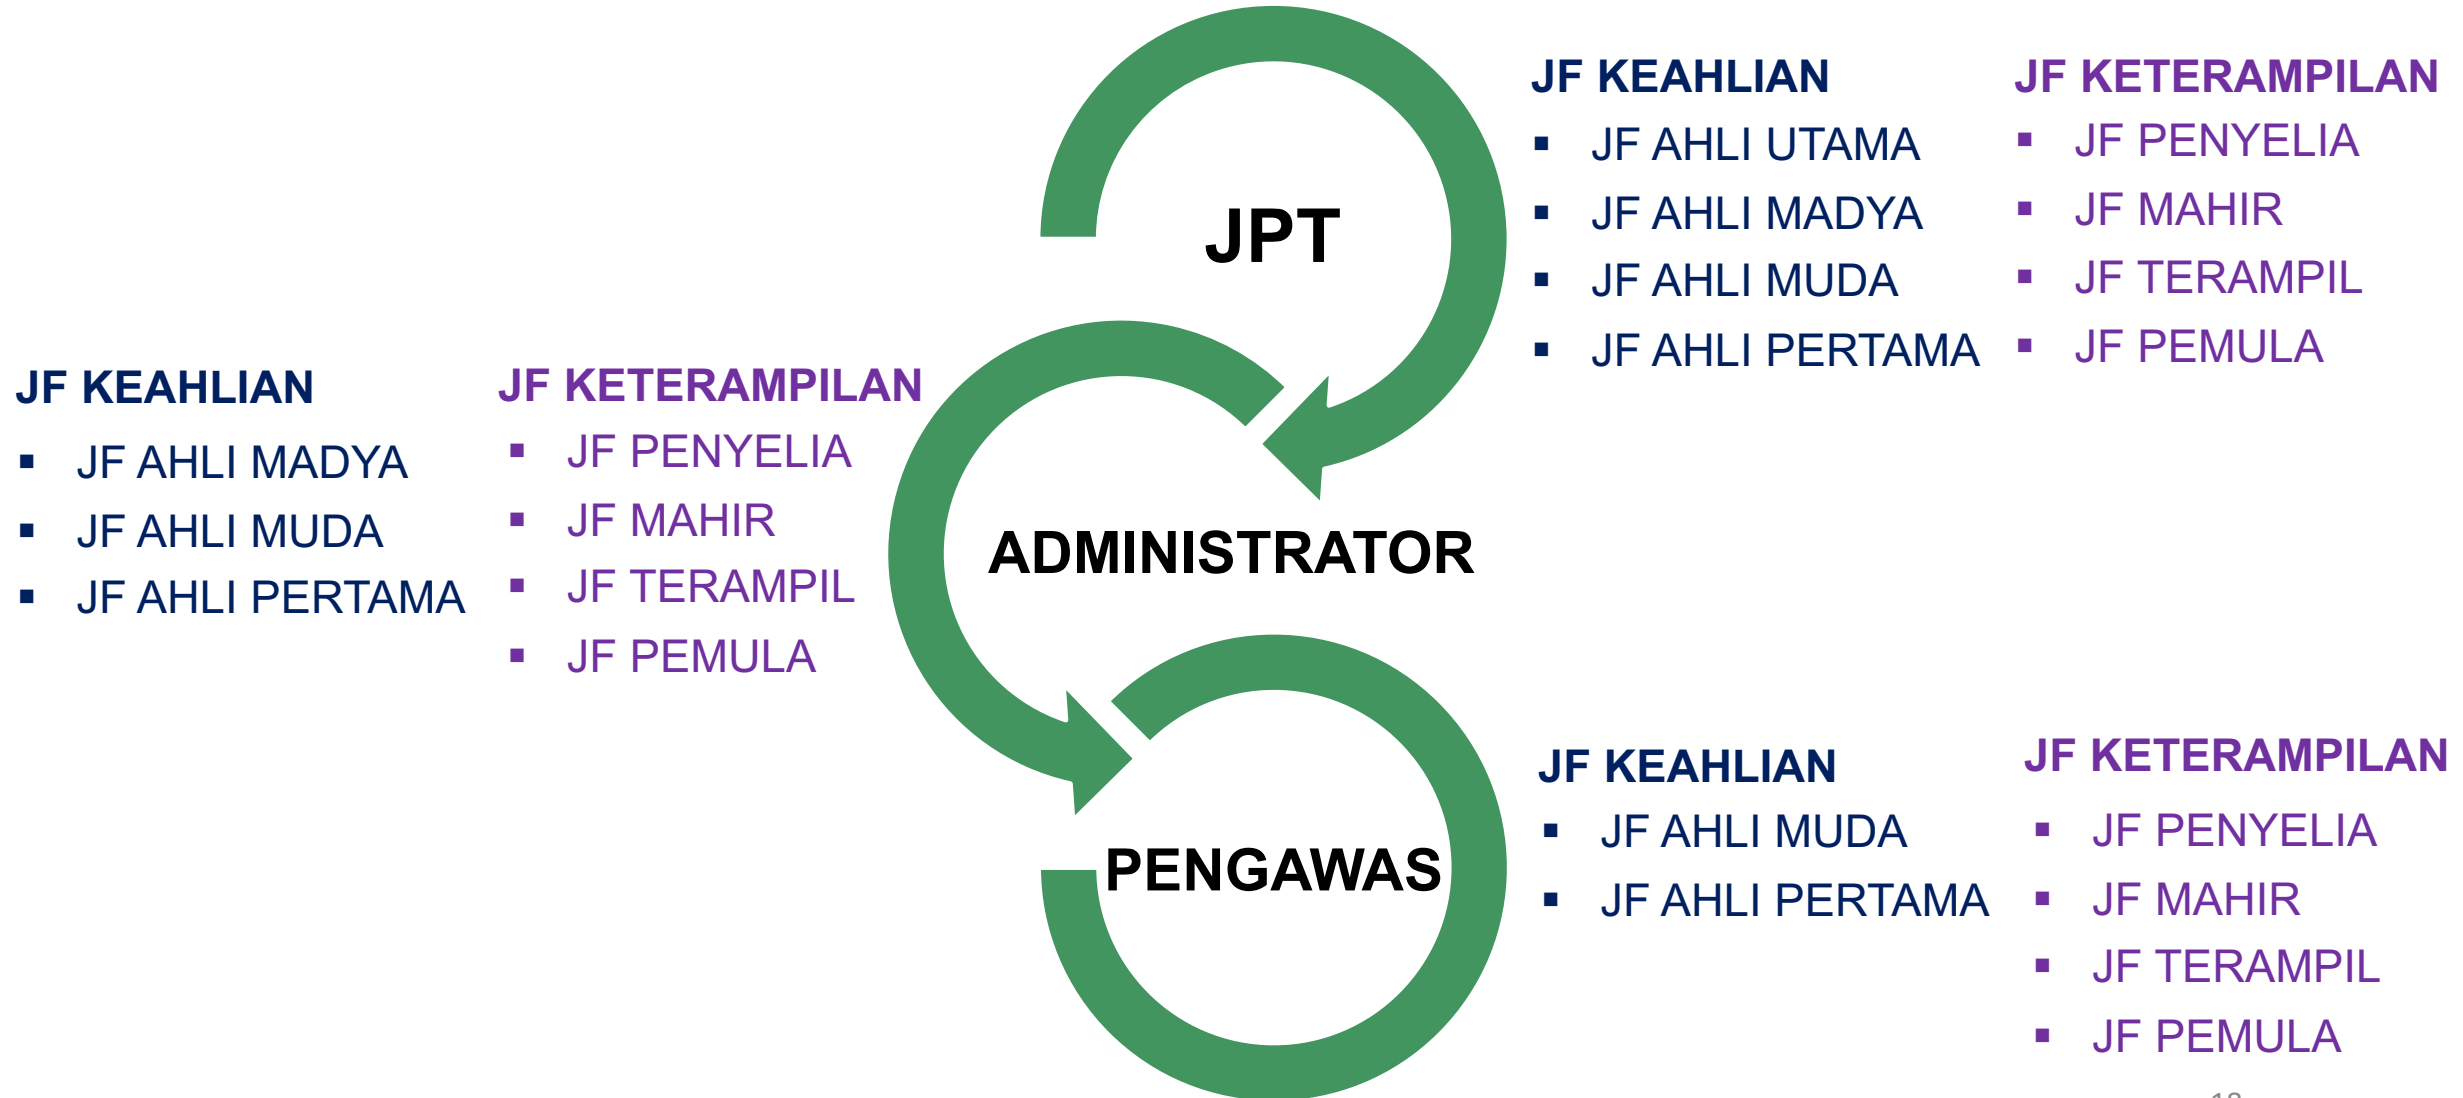 JPT
JF KEAHLIAN
▪ JF AHLI UTAMA
▪ JF AHLI MADYA
▪ JF AHLI MUDA
▪ JF AHLI PERTAMA
JF KETERAMPILAN
▪ JF PENYELIA
▪ JF MAHIR
▪ JF TERAMPIL
▪ JF PEMULA
JF KEAHLIAN
▪ JF AHLI MADYA
▪ JF AHLI MUDA
▪ JF AHLI PERTAMA
JF KETERAMPILAN
▪ JF PENYELIA
▪ JF MAHIR
▪ JF TERAMPIL
▪ JF PEMULA
ADMINISTRATOR
PENGAWAS
JF KEAHLIAN
▪ JF AHLI MUDA
▪ JF AHLI PERTAMA
JF KETERAMPILAN
▪ JF PENYELIA
▪ JF MAHIR
▪ JF TERAMPIL
▪ JF PEMULA